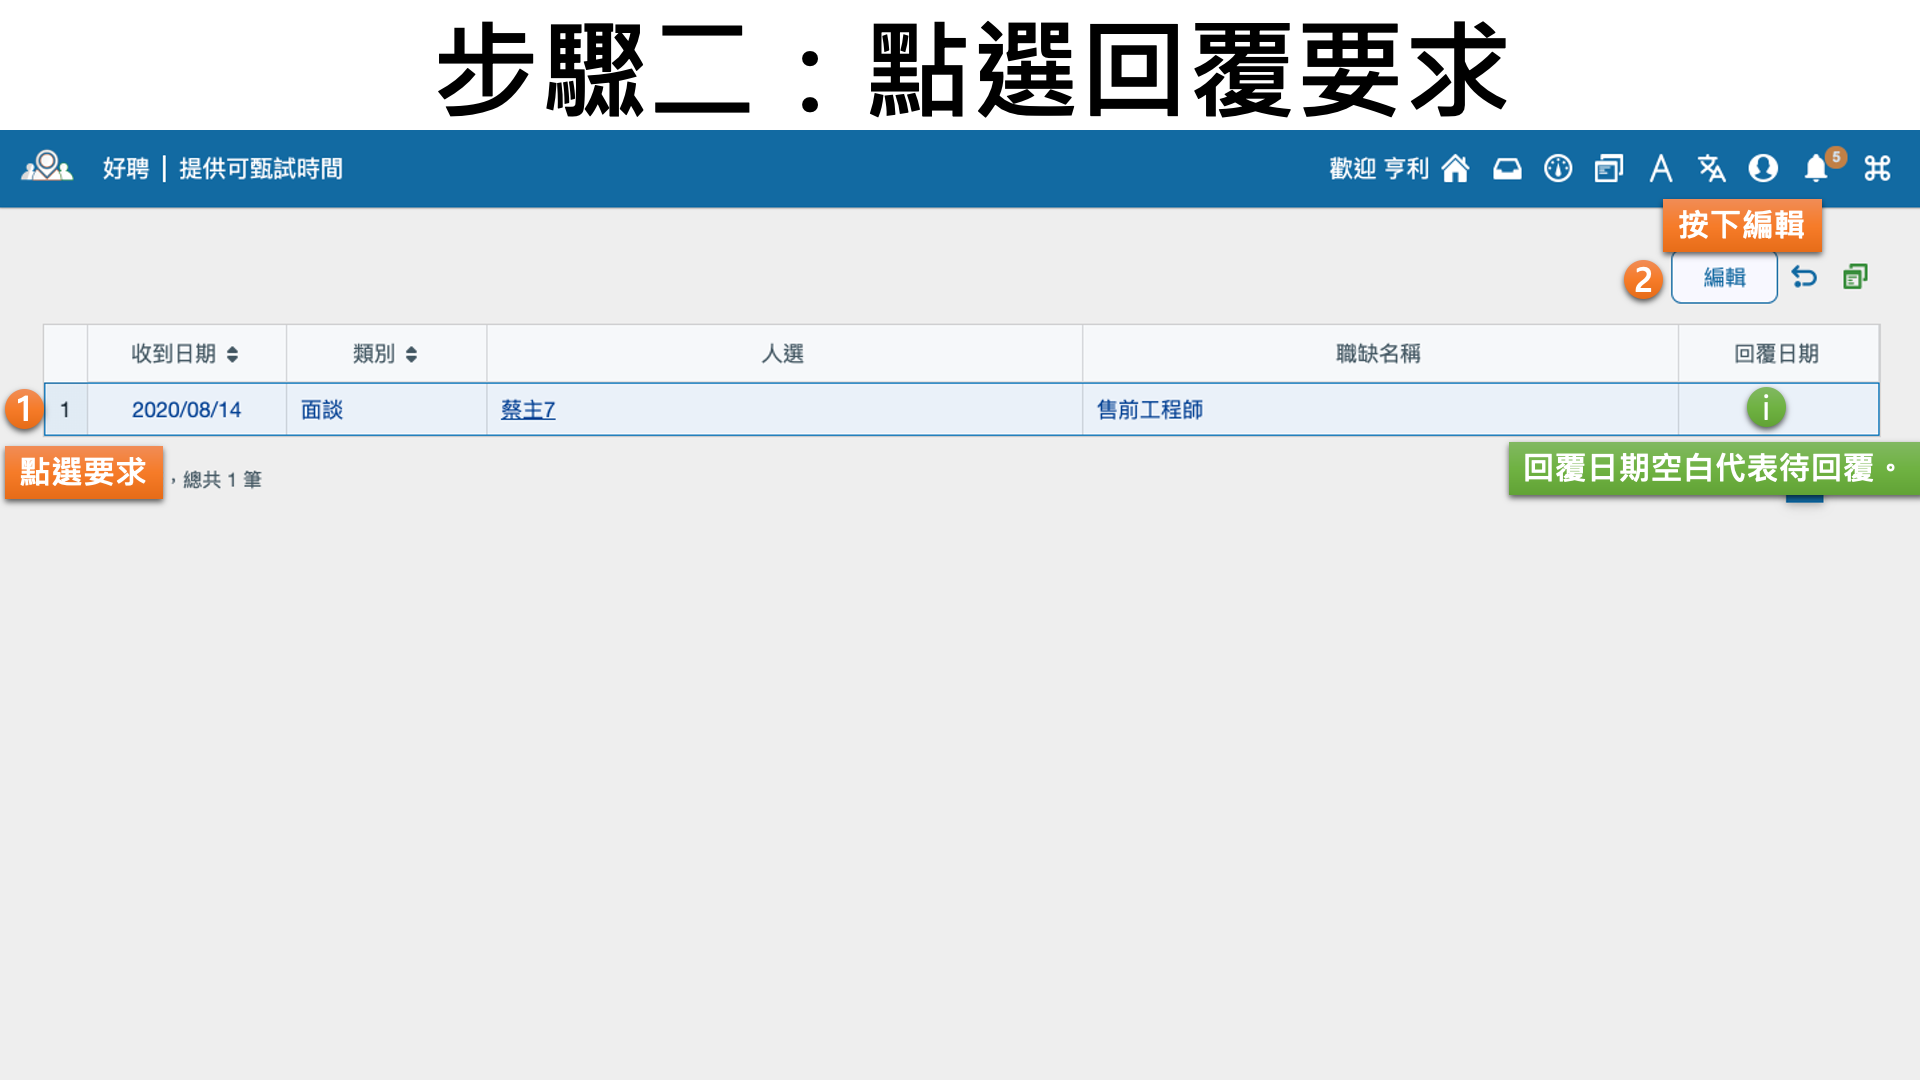 步驟二：點選回覆要求
好聘 | 提供可甄試時間
歡迎 亨利
5
按下編輯
2 編輯
收到日期 類別 人選 職缺名稱 回覆日期
1 1 2020/08/14 面談 蔡主7 售前工程師 i
點選要求 ，總共 1 筆
回覆日期空白代表待回覆。